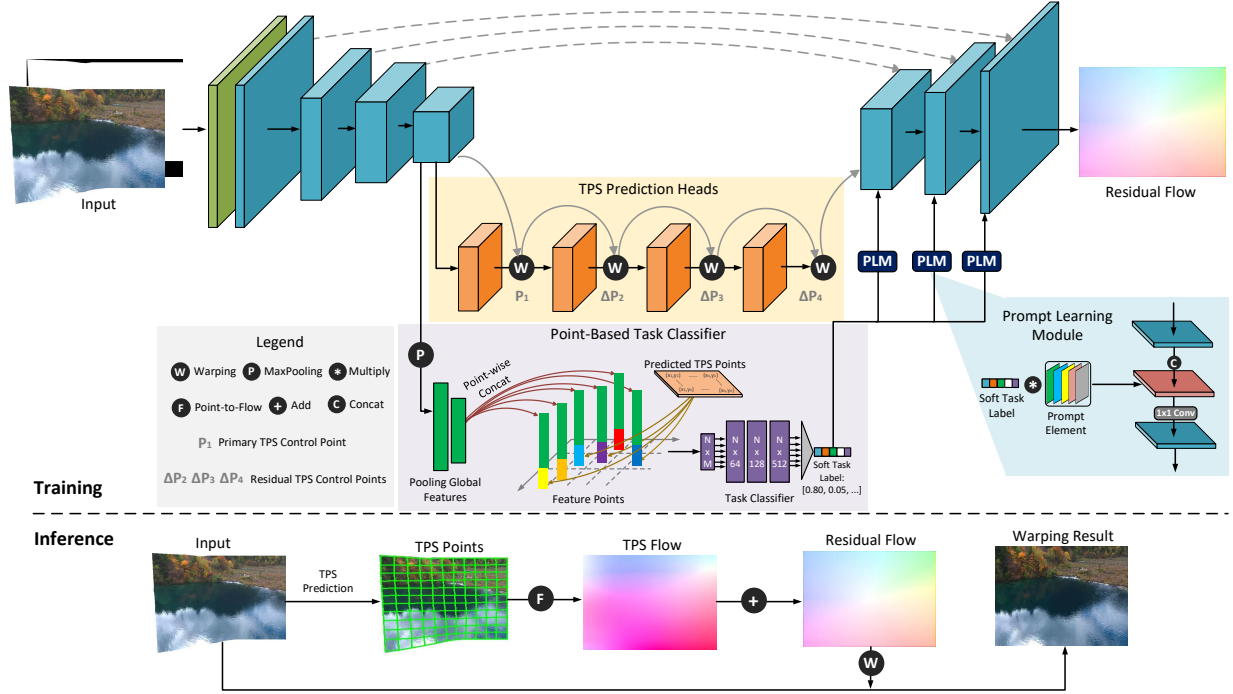 Input
TPS Prediction Heads
W
W
W
W
P1
ΔP2
ΔP3
ΔP4
Residual Flow
PLM
PLM
PLM
Legend
W Warping
P MaxPooling
* Multiply
F Point-to-Flow
+ Add
C Concat
P1 Primary TPS Control Point
ΔP2 ΔP3 ΔP4 Residual TPS Control Points
Point-Based Task Classifier
P
Point-wise
Concat
Predicted TPS Points
Pooling Global
Features
Feature Points
N
x
M
N
x
64
N
x
128
N
x
512
Task Classifier
Soft Task
Label:
[0.80, 0.05, ...]
Prompt Learning
Module
C
*
1x1 Conv
Soft Task
Label
Prompt
Element
Training
Inference
Input
TPS
Prediction
TPS Points
F
TPS Flow
+
Residual Flow
W
Warping Result